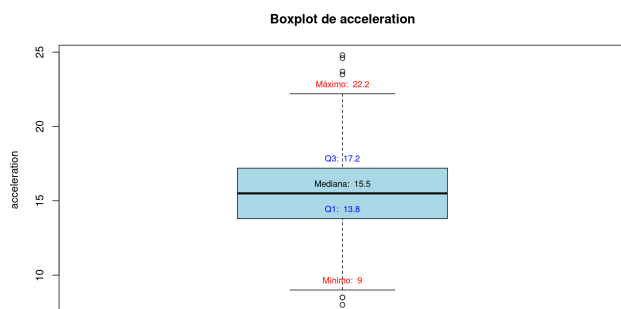 Boxplot de acceleration
25
Máximo: 22.2
20
Q3: 17.2
Mediana: 15.5
acceleration
15
Q1: 13.8
10
Mínimo: 9